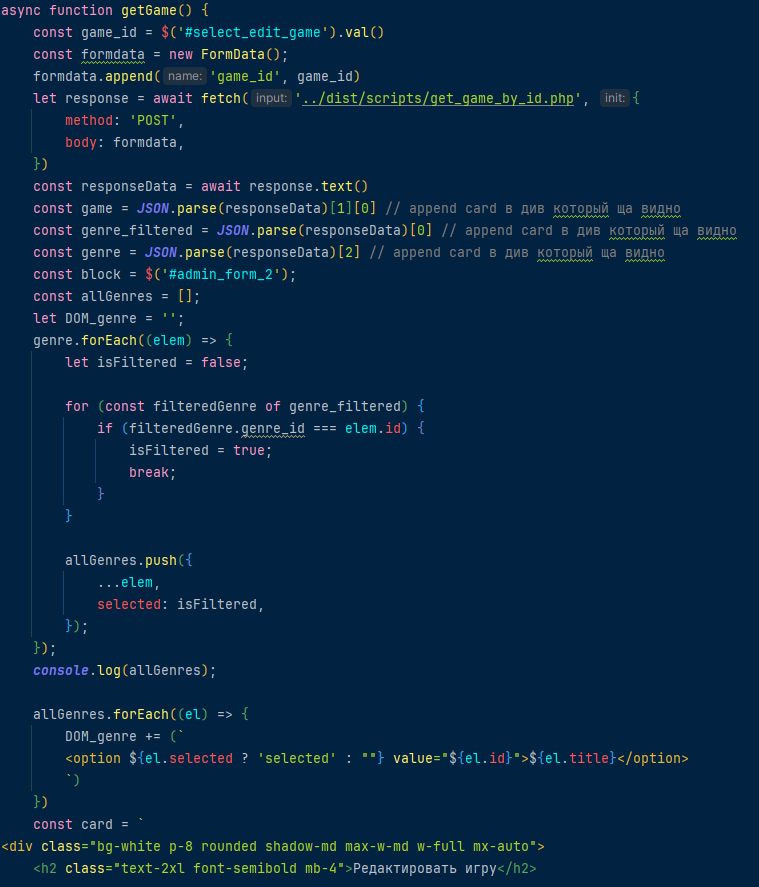 async function getGame() {
    const game_id = $('#select_edit_game').val()
    const formdata = new FormData();
    formdata.append( name: 'game_id', game_id)
    let response = await fetch( input: '../dist/scripts/get_game_by_id.php', init: {
        method: 'POST',
        body: formdata,
    })
    const responseData = await response.text()
    const game = JSON.parse(responseData)[1][0] // append card в див который ща видно
    const genre_filtered = JSON.parse(responseData)[0] // append card в див который ща видно
    const genre = JSON.parse(responseData)[2] // append card в див который ща видно
    const block = $('#admin_form_2');
    const allGenres = [];
    let DOM_genre = '';
    genre.forEach((elem) => {
        let isFiltered = false;

        for (const filteredGenre of genre_filtered) {
            if (filteredGenre.genre_id === elem.id) {
                isFiltered = true;
                break;
            }
        }

        allGenres.push({
            ...elem,
            selected: isFiltered,
        });
    });
    console.log(allGenres);

    allGenres.forEach((el) => {
        DOM_genre += (`
        <option ${el.selected ? 'selected' : ""} value="${el.id}">${el.title}</option>
        `)
    })
    const card = `
<div class="bg-white p-8 rounded shadow-md max-w-md w-full mx-auto">
    <h2 class="text-2xl font-semibold mb-4">Редактировать игру</h2>